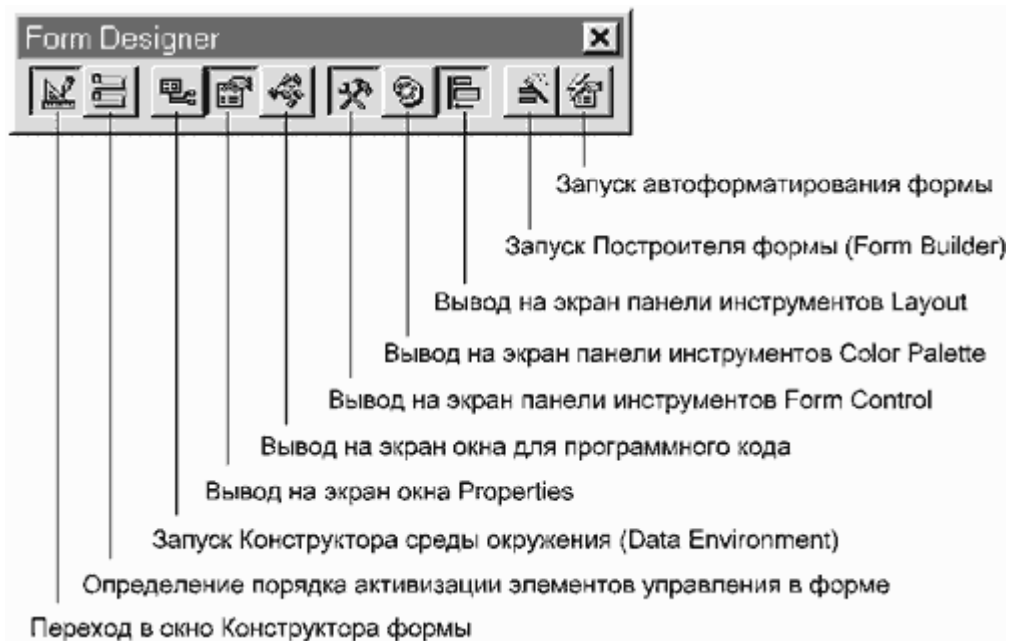 Form Designer
Запуск автоформатирования формы
Запуск Построителя формы (Form Builder)
Вывод на экран панели инструментов Layout
Вывод на экран панели инструментов Color Palette
Вывод на экран панели инструментов Form Control
Вывод на экран окна для программного кода
Вывод на экран окна Properties
Запуск Конструктора среды окружения (Data Environment)
Определение порядка активизации элементов управления в форме
Переход в окно Конструктора формы